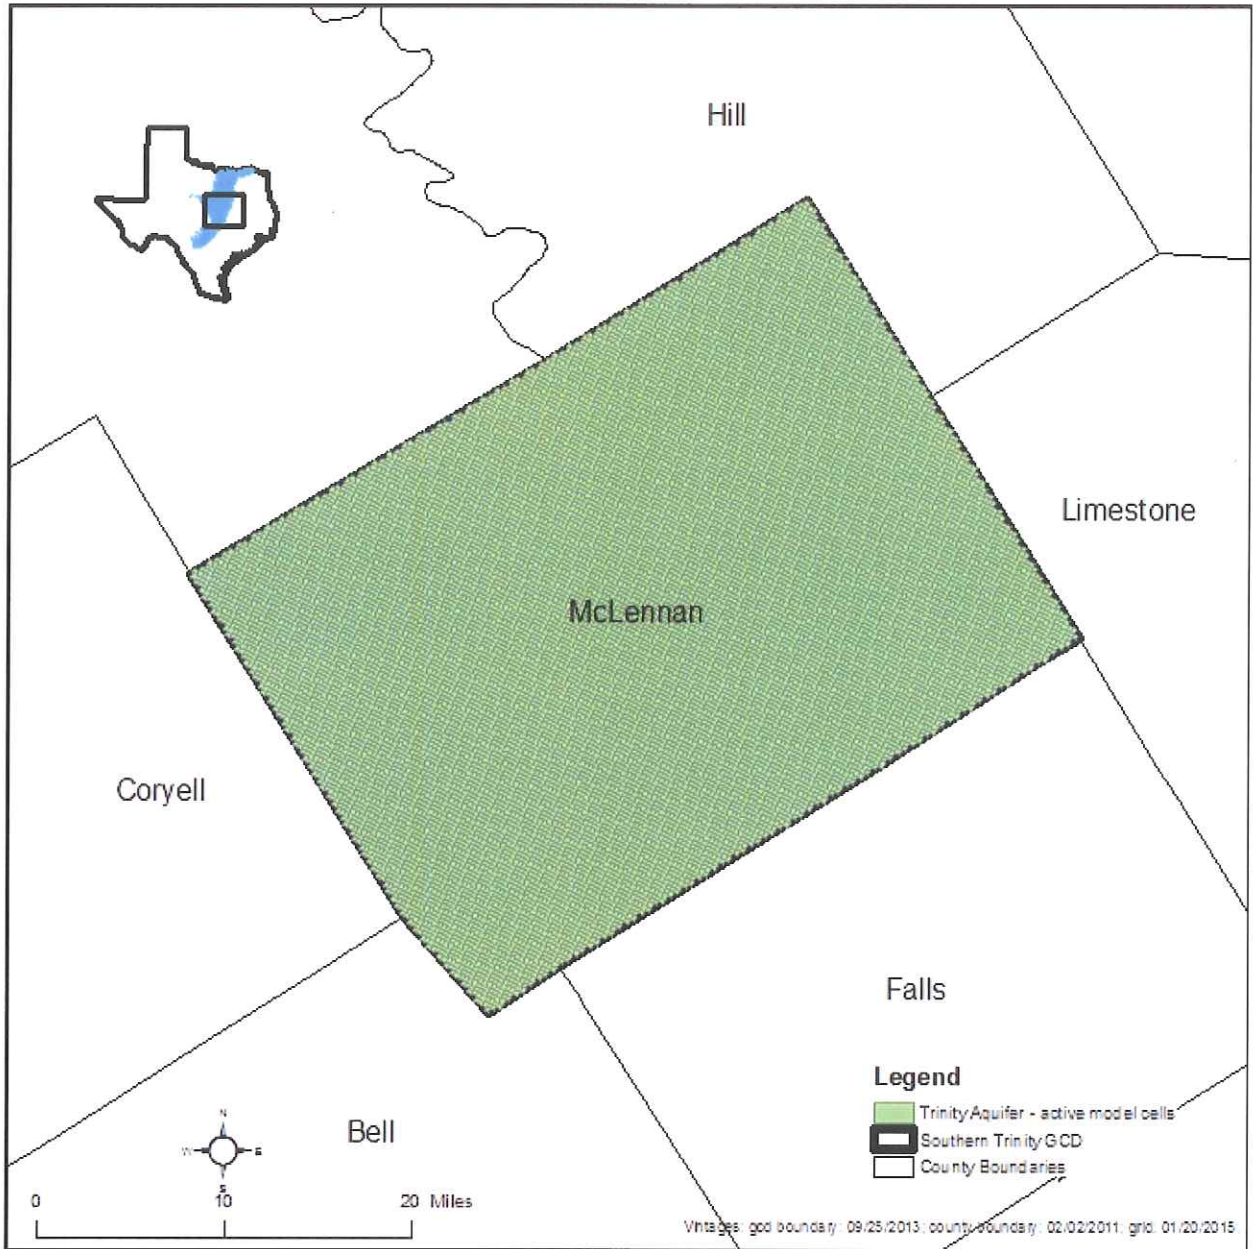 Hill
Limestone
McLennan
Coryell
Falls
Legend
Trinity Aquifer - active model cells
Southern Trinity GCD
County Boundaries
Bell
N
W E
S
0 10 20 Miles
Vintages: gcd boundary: 09/25/2013; county boundary: 02/02/2011; grid: 01/20/2015